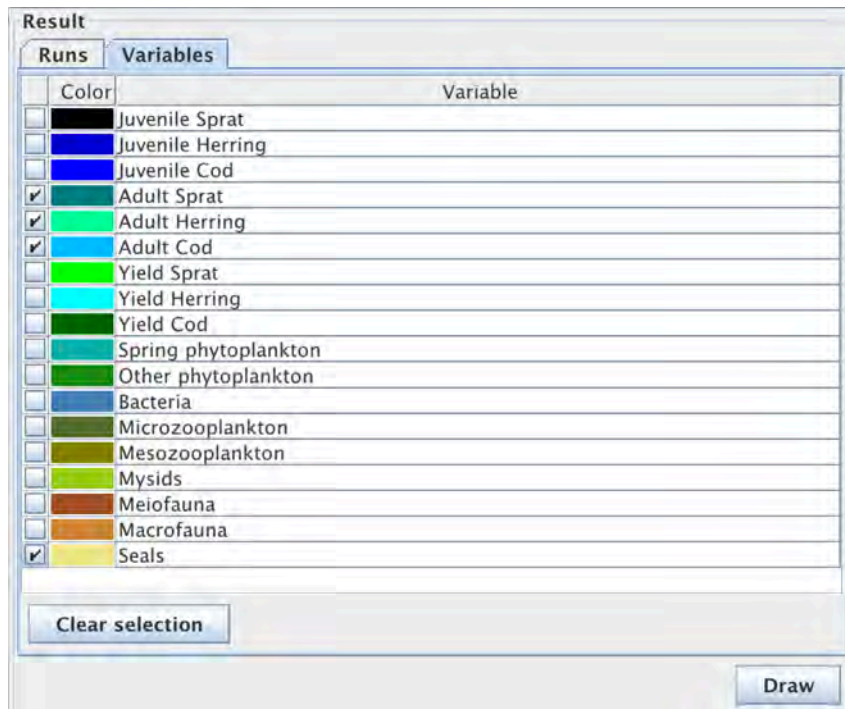 Result
Runs Variables
Color Variable
Juvenile Sprat
Juvenile Herring
Juvenile Cod
Adult Sprat
Adult Herring
Adult Cod
Yield Sprat
Yield Herring
Yield Cod
Spring phytoplankton
Other phytoplankton
Bacteria
Microzooplankton
Mesozooplankton
Mysids
Meiofauna
Macrofauna
Seals
Clear selection
Draw